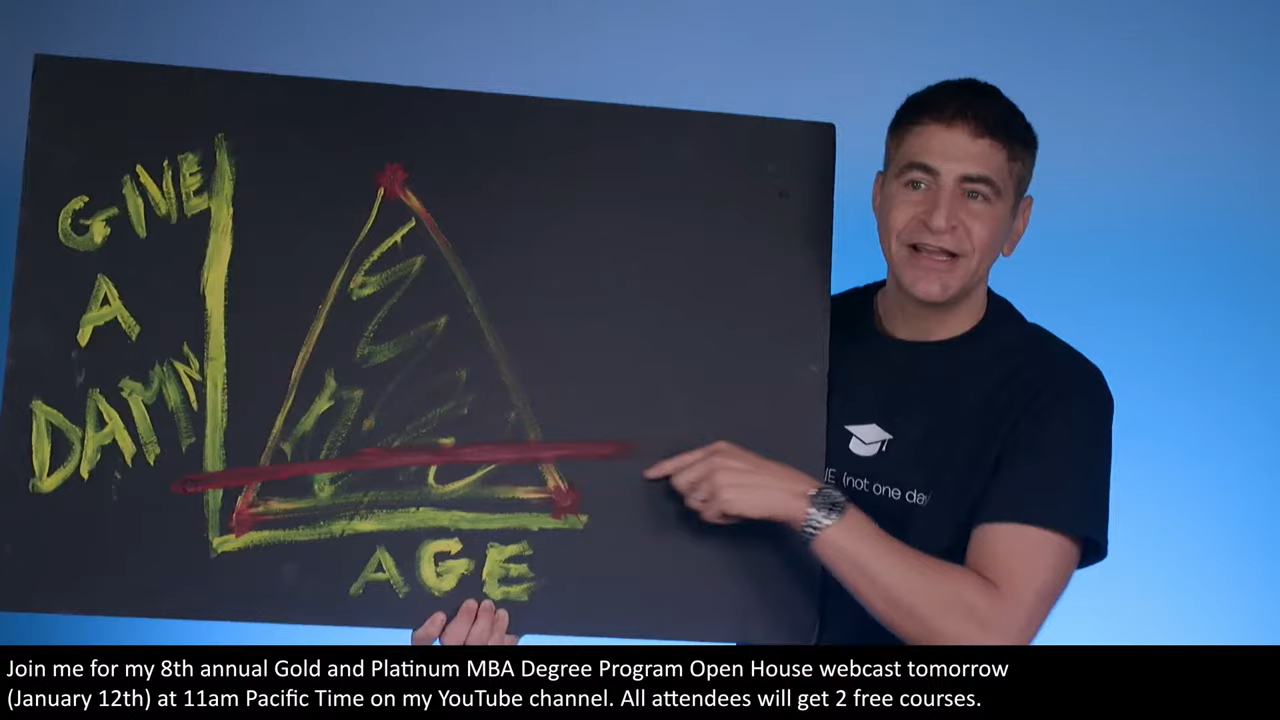 GIVE
A
DAMN
AGE
(not one day
Join me for my 8th annual Gold and Platinum MBA Degree Program Open House webcast tomorrow
(January 12th) at 11am Pacific Time on my YouTube channel. All attendees will get 2 free courses.